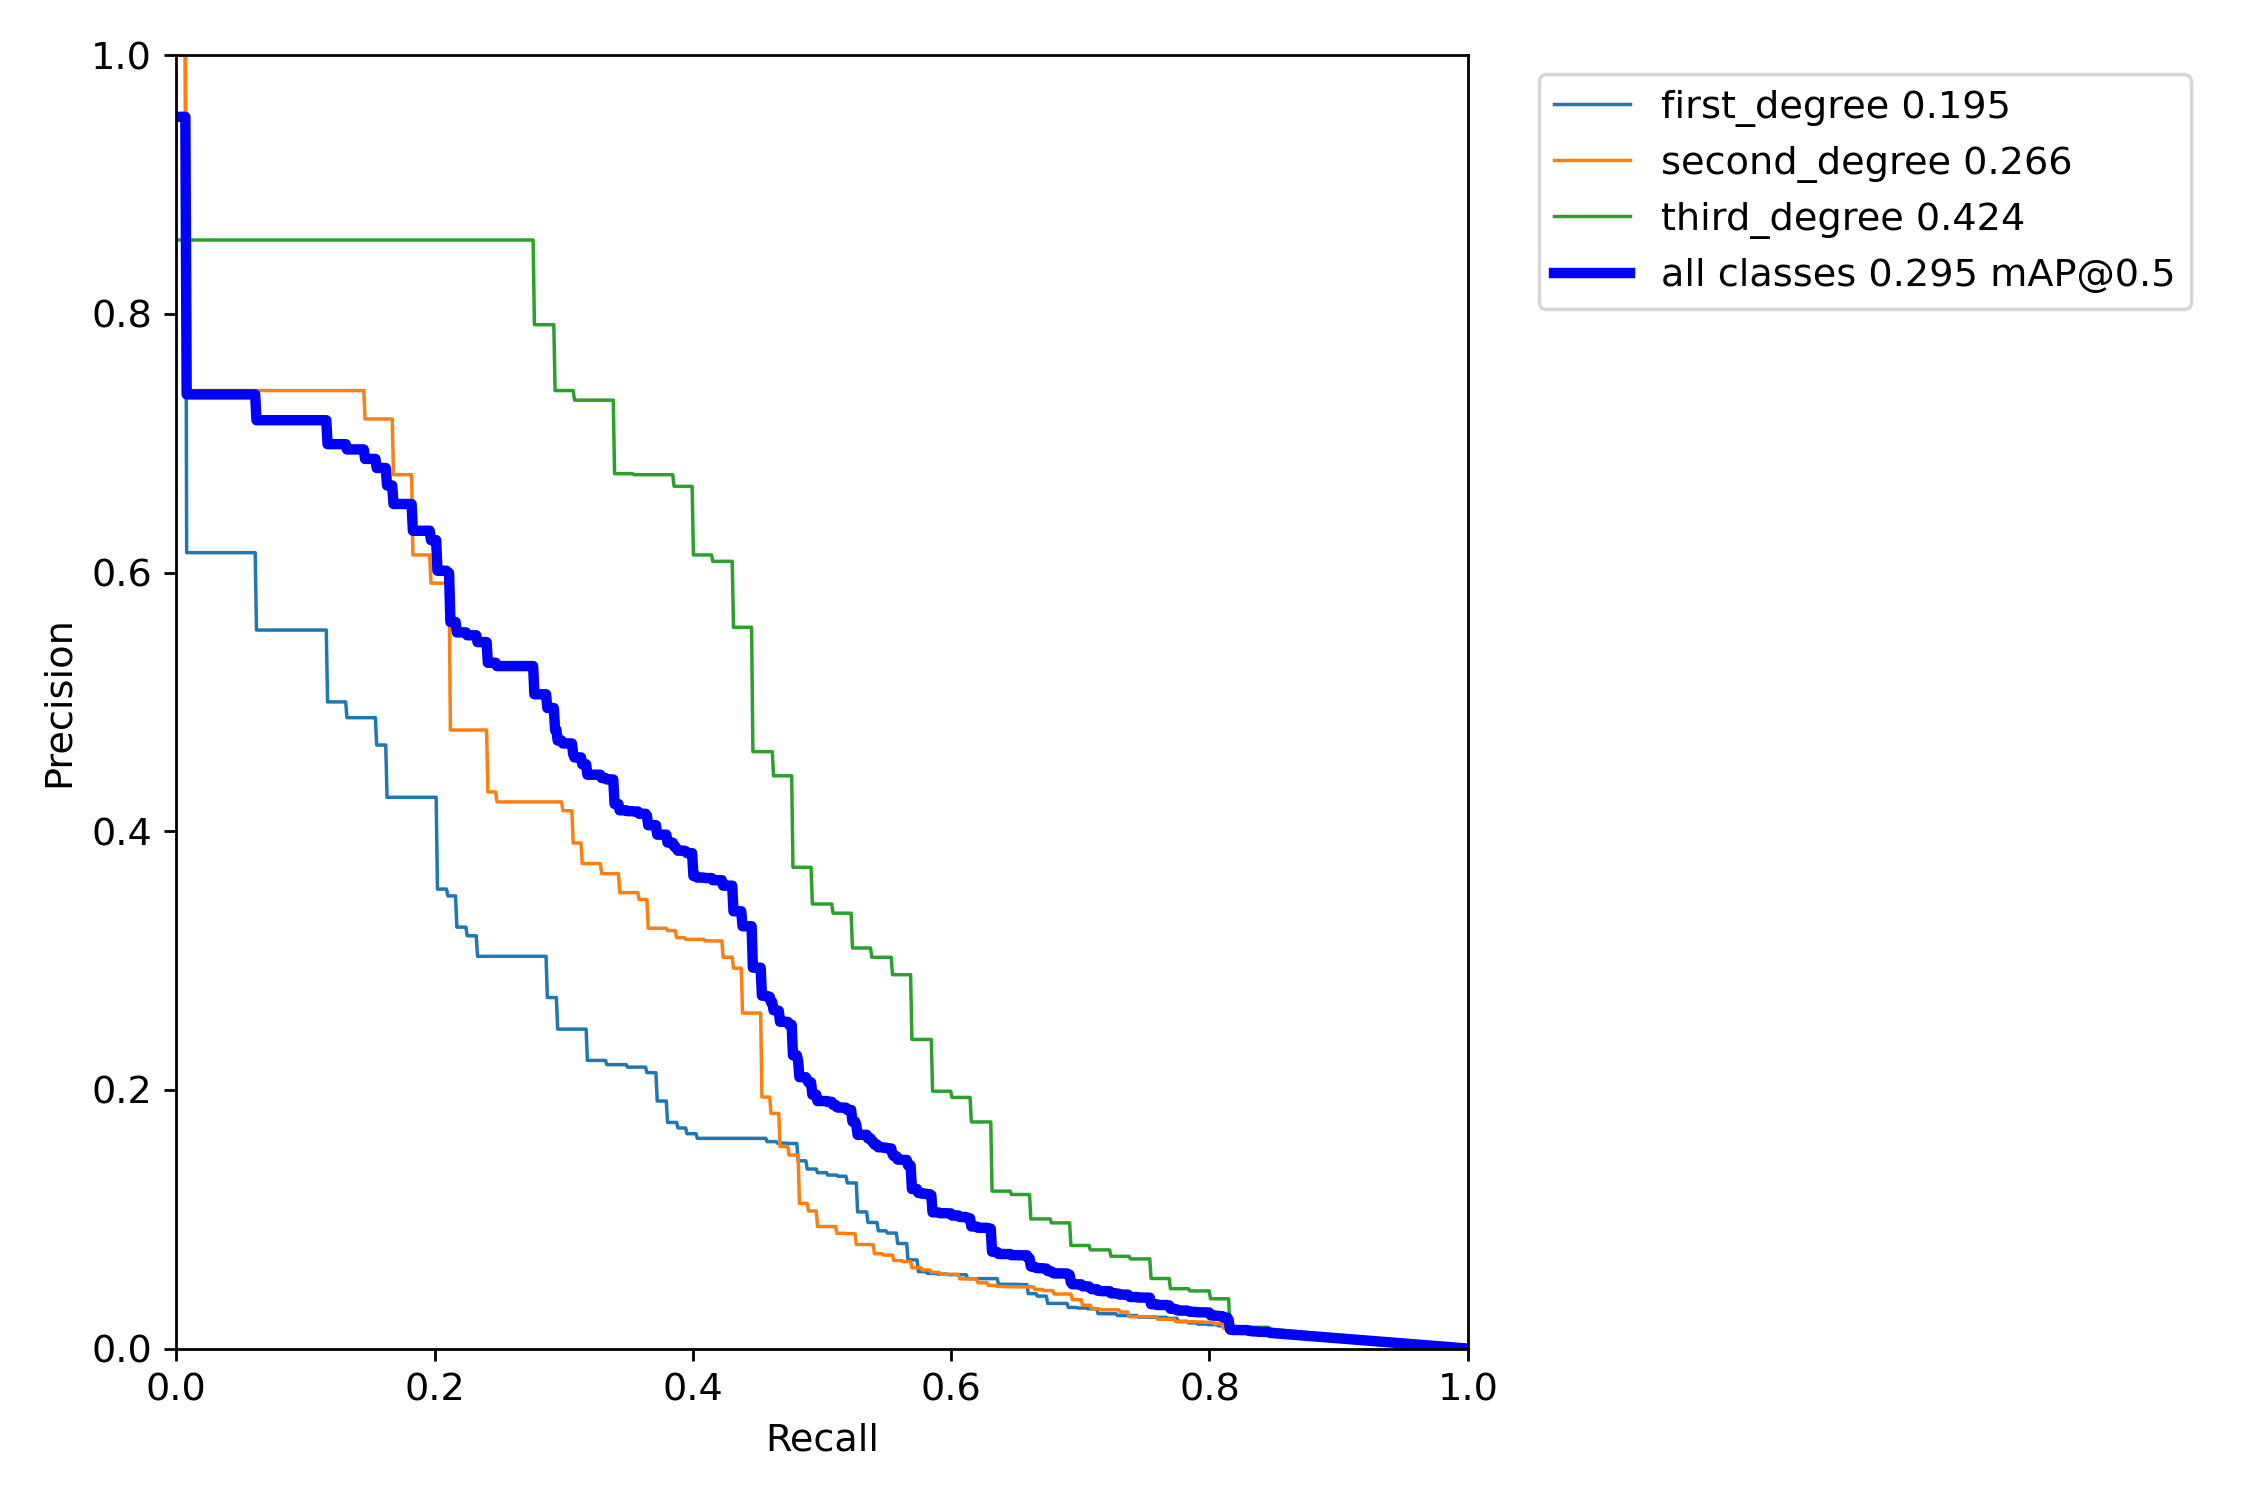 1.0
0.8
0.6
0.4
0.2
0.0
Precision
0.0 0.2 0.4 0.6 0.8 1.0
Recall
first_degree 0.195
second_degree 0.266
third_degree 0.424
all classes 0.295 mAP@0.5